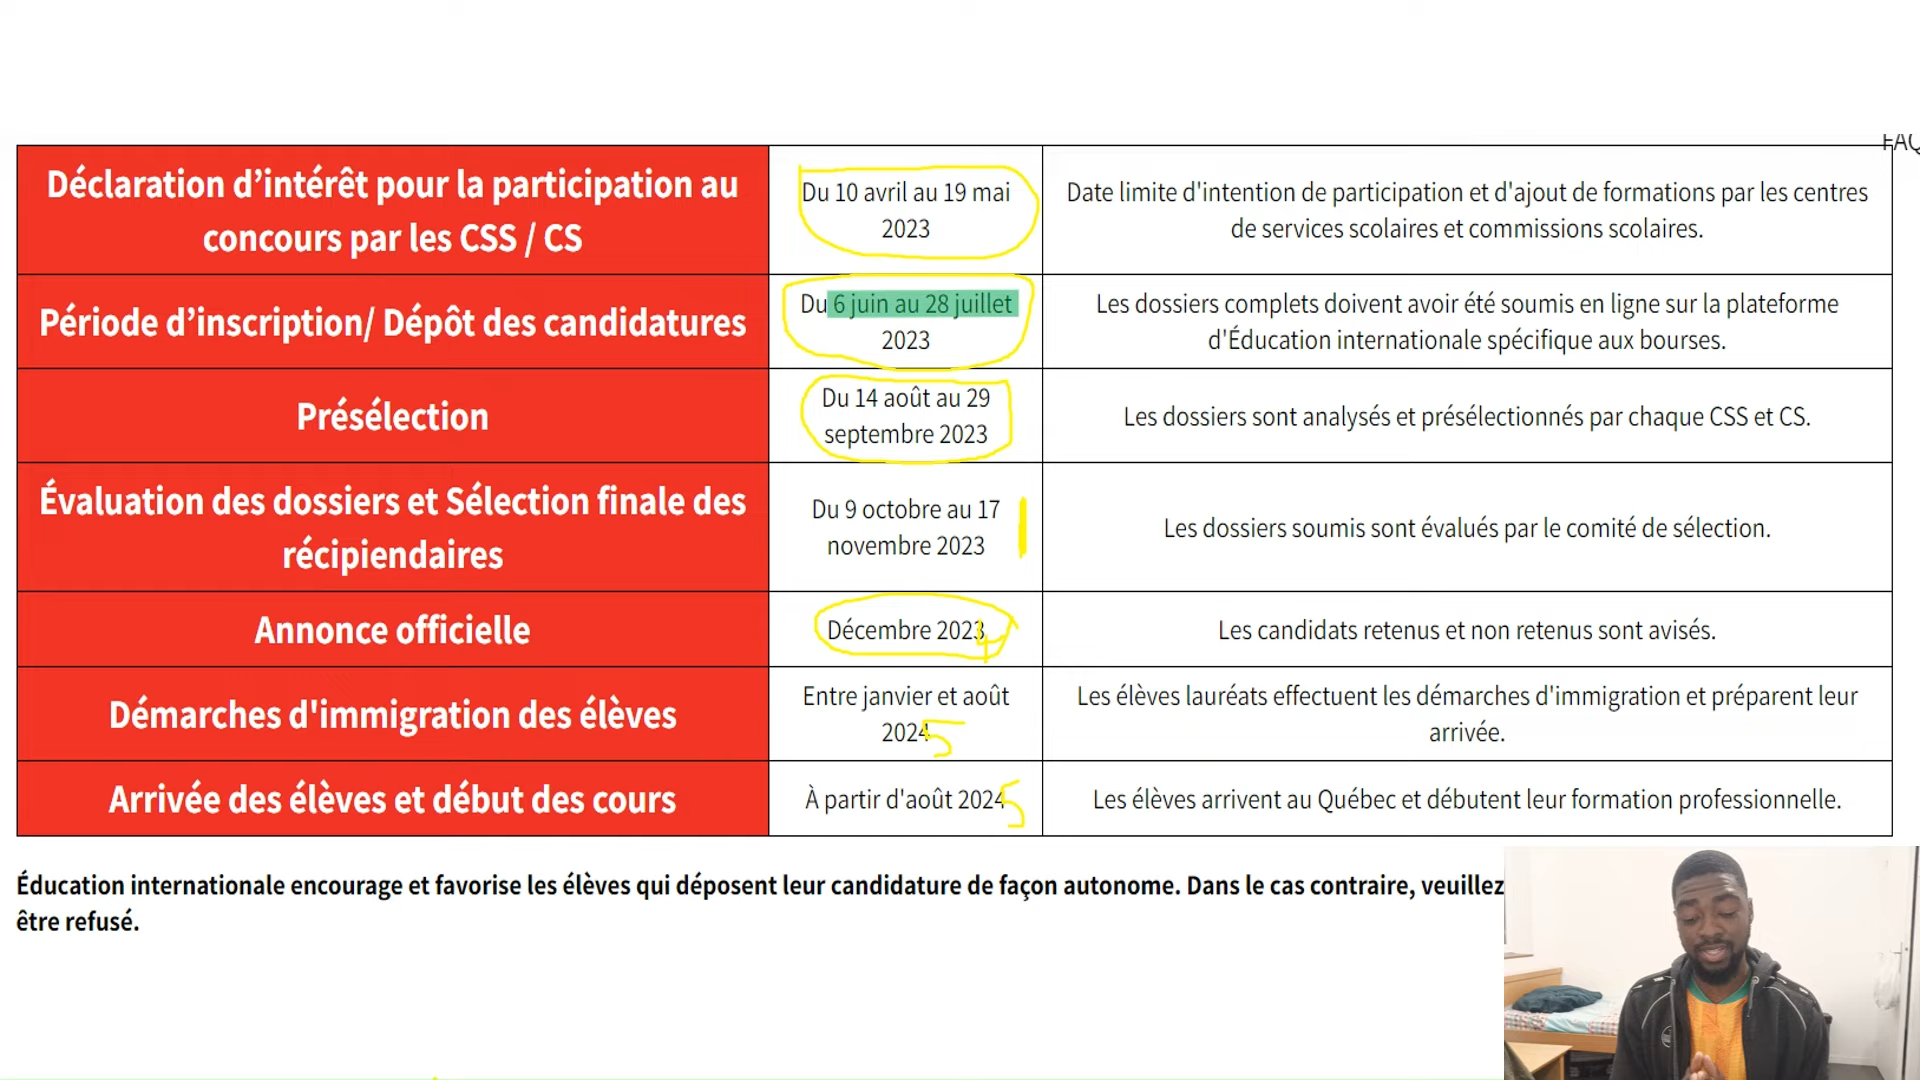 FAQ
Déclaration d’intérêt pour la participation au
concours par les CSS / CS
Du 10 avril au 19 mai
2023
Date limite d'intention de participation et d'ajout de formations par les centres
de services scolaires et commissions scolaires.
Période d’inscription/ Dépôt des candidatures
Du 6 juin au 28 juillet
2023
Les dossiers complets doivent avoir été soumis en ligne sur la plateforme
d'Éducation internationale spécifique aux bourses.
Présélection
Du 14 août au 29
septembre 2023
Les dossiers sont analysés et présélectionnés par chaque CSS et CS.
Évaluation des dossiers et Sélection finale des
récipiendaires
Du 9 octobre au 17
novembre 2023
Les dossiers soumis sont évalués par le comité de sélection.
Annonce officielle
Décembre 2023
4
Les candidats retenus et non retenus sont avisés.
Démarches d'immigration des élèves
Entre janvier et août
2024
5
Les élèves lauréats effectuent les démarches d'immigration et préparent leur
arrivée.
Arrivée des élèves et début des cours
À partir d'août 2024
5
Les élèves arrivent au Québec et débutent leur formation professionnelle.
Éducation internationale encourage et favorise les élèves qui déposent leur candidature de façon autonome. Dans le cas contraire, veuillez
être refusé.